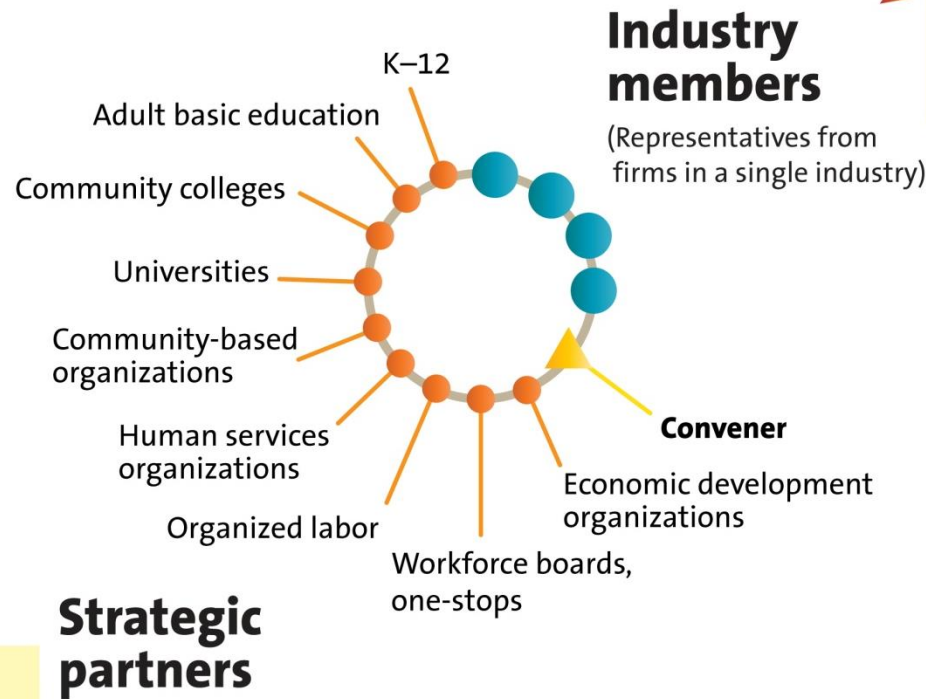 Industry
members
(Representatives from
firms in a single industry)
K–12
Adult basic education
Community colleges
Universities
Community-based
organizations
Human services
organizations
Organized labor
Workforce boards,
one-stops
Economic development
organizations
Convener
Strategic
partners